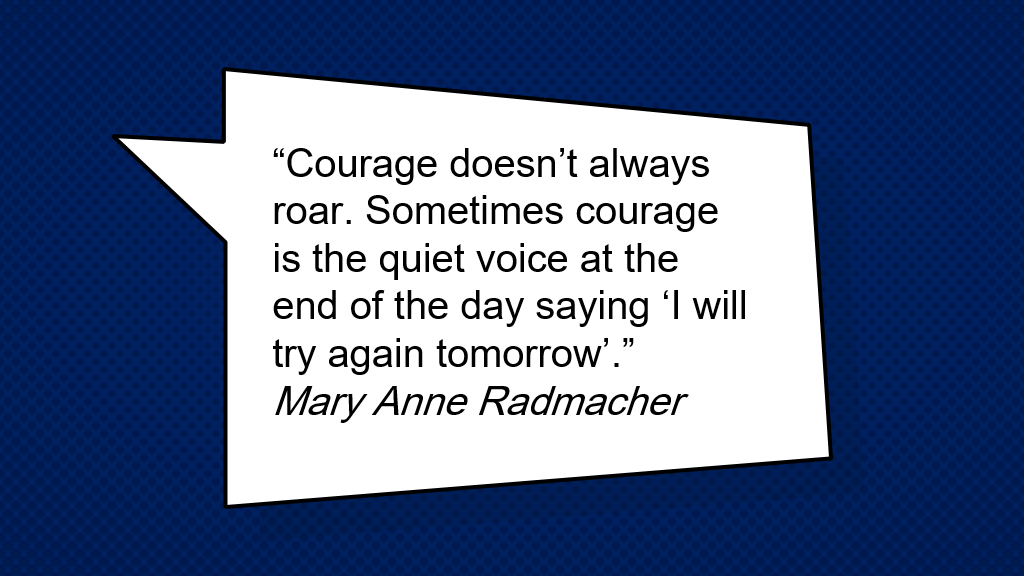 “Courage doesn’t always
roar. Sometimes courage
is the quiet voice at the
end of the day saying ‘I will
try again tomorrow’.”
Mary Anne Radmacher